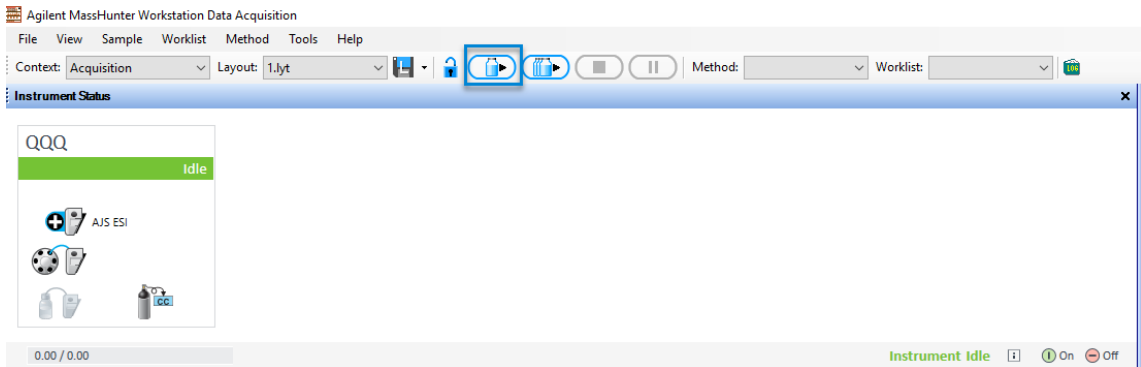 Agilent MassHunter Workstation Data Acquisition
File View Sample Worklist Method Tools Help
Context: Acquisition Layout: 1.lyt Method: Worklist: LOG
Instrument Status
QQQ
Idle
AJS ESI
CC
0.00 / 0.00 Instrument Idle i On Off